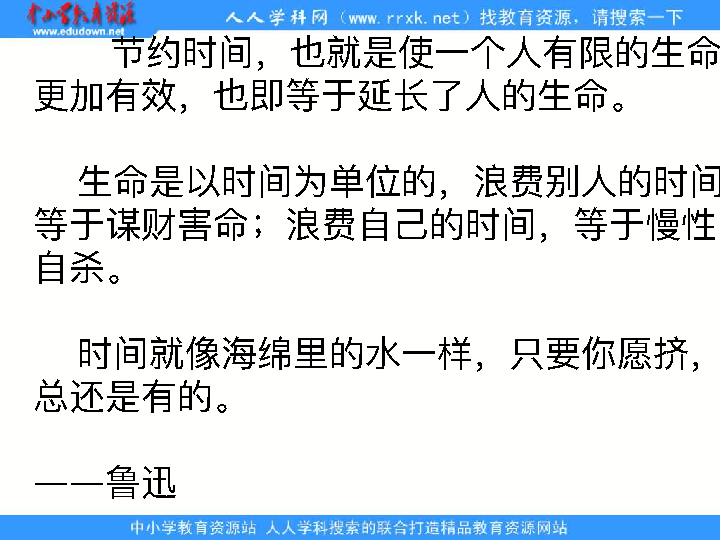 中小学教育资源站
www.edudown.net
人人学科网（www.rrxk.net）找教育资源，请搜索一下
节约时间，也就是使一个人有限的生命
更加有效，也即等于延长了人的生命。
生命是以时间为单位的，浪费别人的时间
等于谋财害命；浪费自己的时间，等于慢性
自杀。
时间就像海绵里的水一样，只要你愿挤，
总还是有的。
——鲁迅
中小学教育资源站 人人学科搜索的联合打造精品教育资源网站